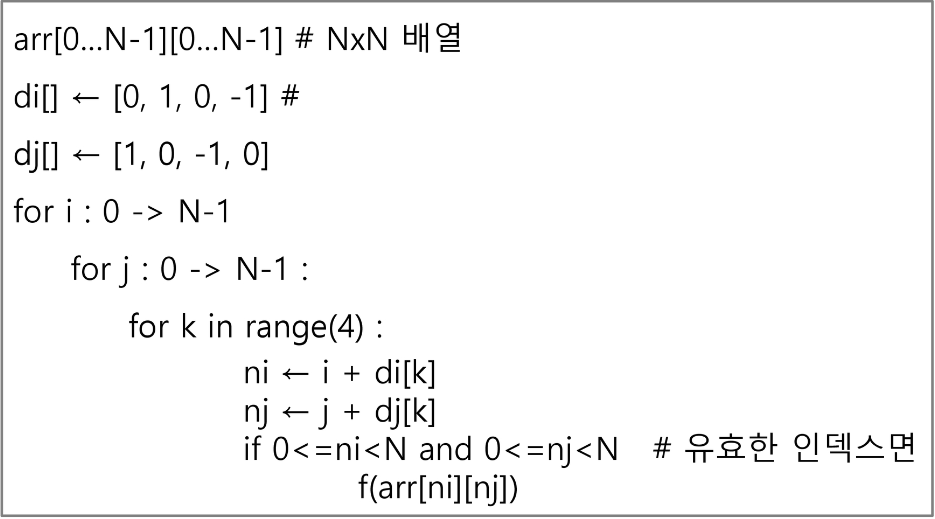 arr[0...N-1][0...N-1] # NxN 배열
di[] ← [0, 1, 0, -1] #
dj[] ← [1, 0, -1, 0]
for i : 0 -> N-1
for j : 0 -> N-1 :
for k in range(4) :
ni ← i + di[k]
nj ← j + dj[k]
if 0<=ni<N and 0<=nj<N # 유효한 인덱스면
f(arr[ni][nj])